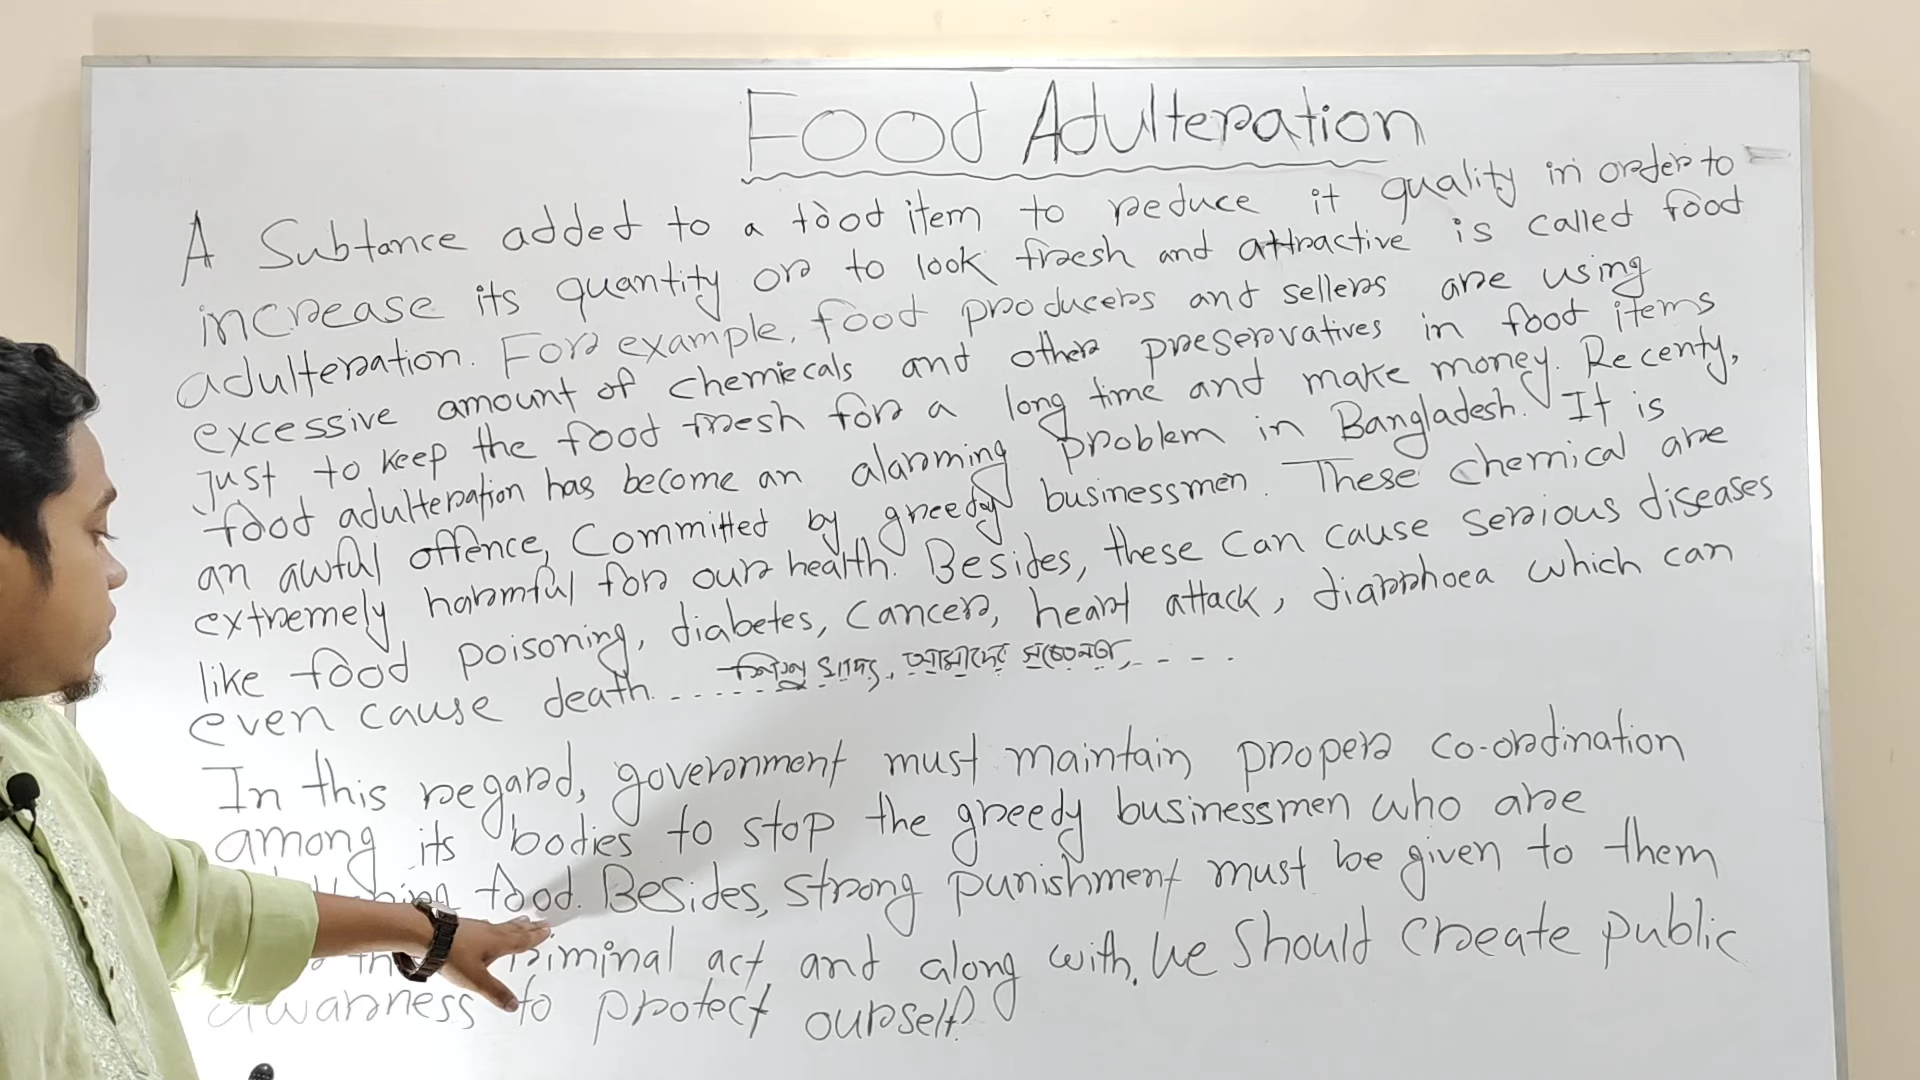 Food Adulteration
A Subtance added to a food item to reduce it quality in order to
increase its quantity or to look fresh and attractive is called food
adulteration. For example, food producers and sellers are using
excessive amount of chemiecals and other preservatives in food items
just to keep the food fresh for a long time and make money. Recenty,
food adulteration has become an alarming problem in Bangladesh. It is
an awful offence, Committed by greedy businessmen. These chemical are
extremely harmful for our health. Besides, these can cause serious diseases
like food poisoning, diabetes, cancer, heart attack, diarrhoea which can
even cause death. আমাদের সচেতনতা,
In this regard, government must maintain proper co-ordination
among its bodies to stop the greedy businessmen who are
food. Besides, strong punishment must be given to them
act and along with. We Should create public
awarness to protect ourself.